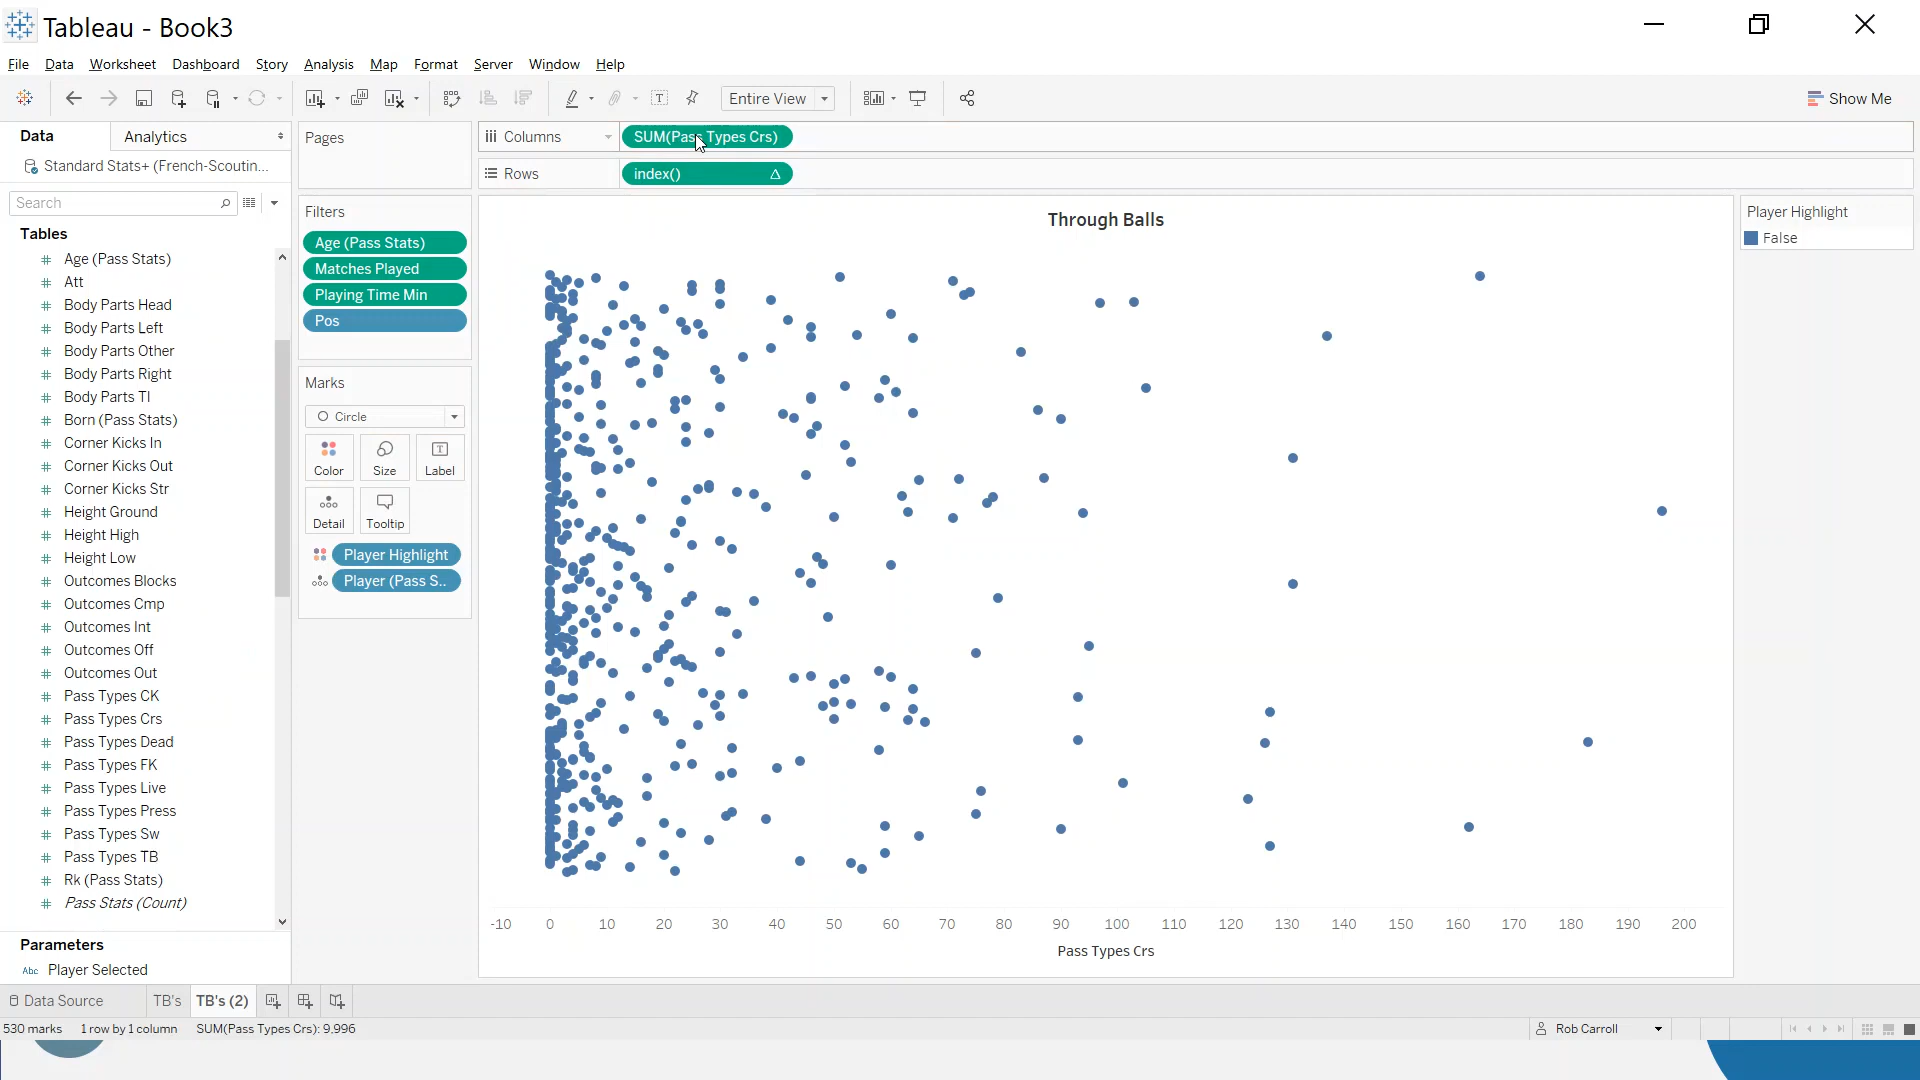 Tableau - Book3
File Data Worksheet Dashboard Story Analysis Map Format Server Window Help
Entire View
Show Me
Data
Analytics
Standard Stats+ (French-Scoutin...
Search
Tables
Age (Pass Stats)
Att
Body Parts Head
Body Parts Left
Body Parts Other
Body Parts Right
Body Parts TI
Born (Pass Stats)
Corner Kicks In
Corner Kicks Out
Corner Kicks Str
Height Ground
Height High
Height Low
Outcomes Blocks
Outcomes Cmp
Outcomes Int
Outcomes Off
Outcomes Out
Pass Types CK
Pass Types Crs
Pass Types Dead
Pass Types FK
Pass Types Live
Pass Types Press
Pass Types Sw
Pass Types TB
Rk (Pass Stats)
Pass Stats (Count)
Parameters
Abc Player Selected
Pages
Filters
Age (Pass Stats)
Matches Played
Playing Time Min
Pos
Marks
Circle
Color Size Label
Detail Tooltip
Player Highlight
Player (Pass S..
Columns
SUM(Pass Types Crs)
Rows
index()
Through Balls
-10 0 10 20 30 40 50 60 70 80 90 100 110 120 130 140 150 160 170 180 190 200
Pass Types Crs
Player Highlight
False
Data Source TB's TB's (2)
530 marks 1 row by 1 column SUM(Pass Types Crs): 9,996
Rob Carroll